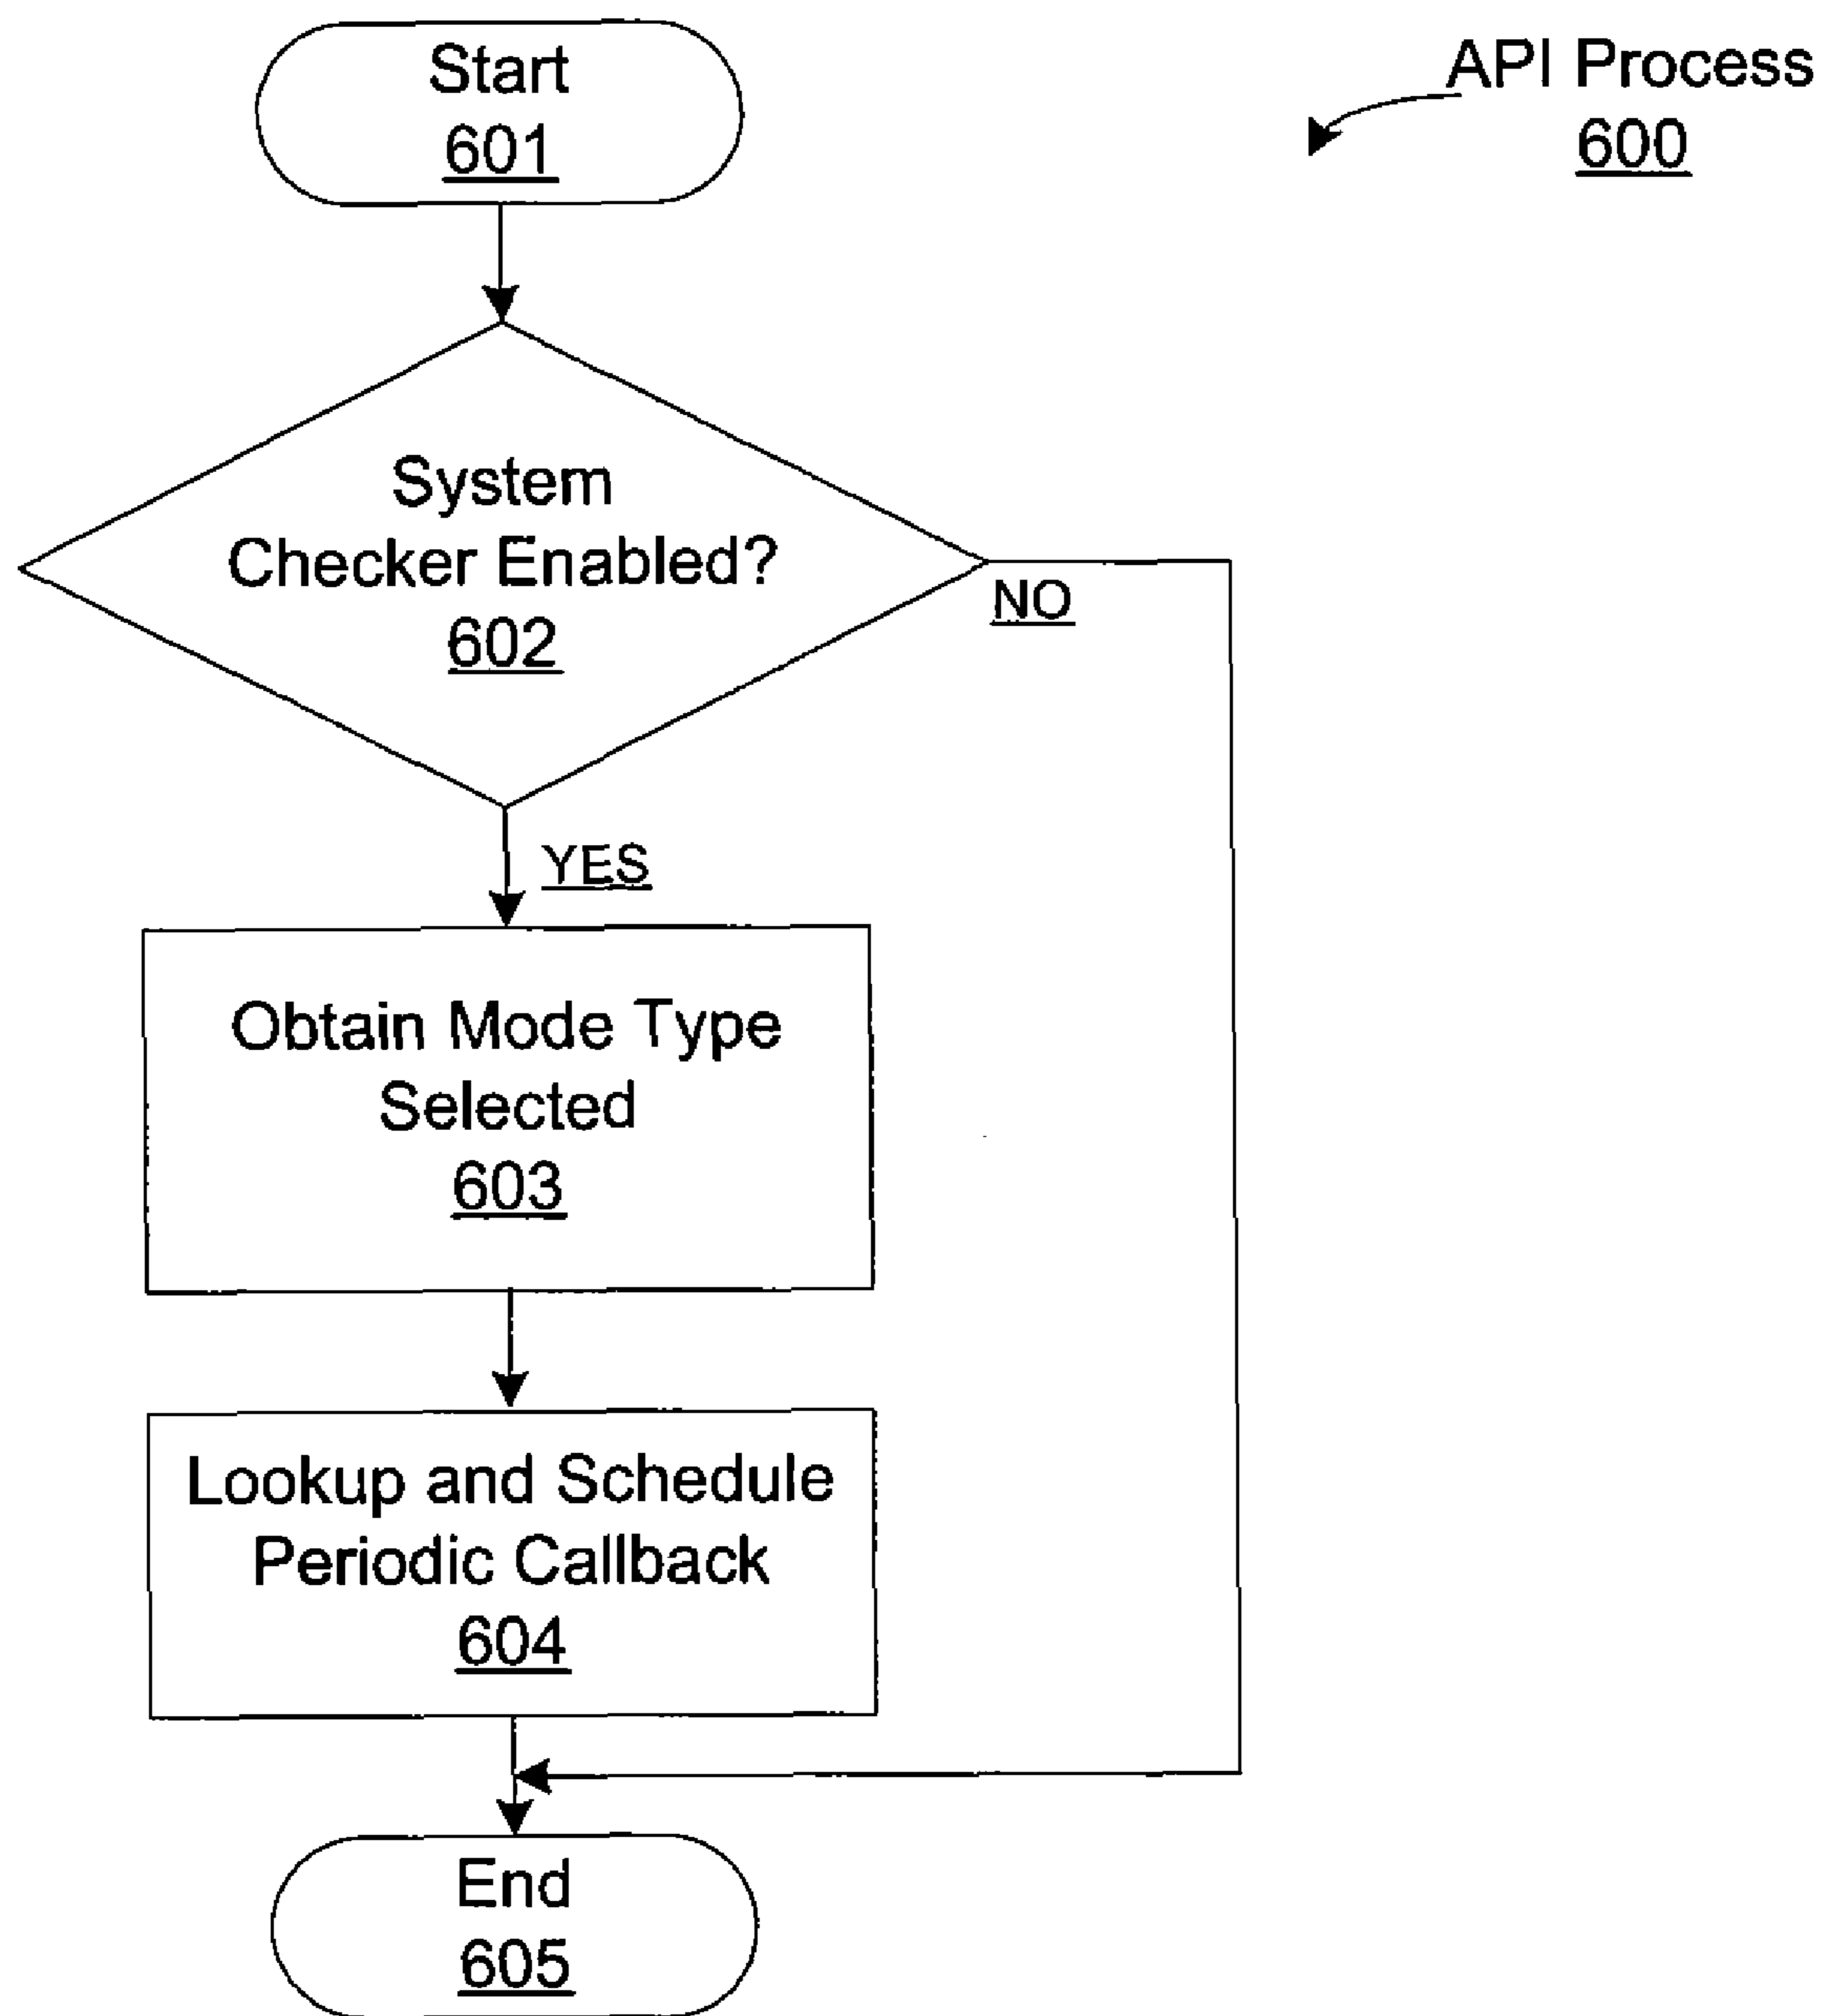 Start
601
API Process
600
System
Checker Enabled?
602
NO
YES
Obtain Mode Type
Selected
603
Lookup and Schedule
Periodic Callback
604
End
605